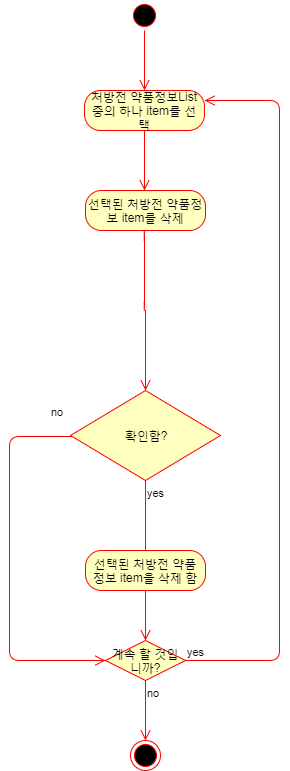 처방전 약품정보List
중의 하나 item를 선
택
선택된 처방전 약품정
보 item를 삭제
no
확인함?
yes
선택된 처방전 약품
정보 item을 삭제 함
계속 할 것입
니까?
yes
no